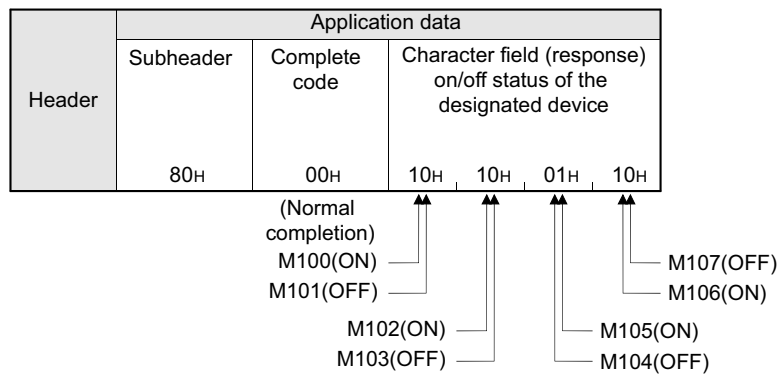 Application data
Header
Subheader
Complete
code
Character field (response)
on/off status of the
designated device
80H 00H 10H 10H 01H 10H
(Normal
completion)
M100(ON)
M101(OFF)
M102(ON)
M103(OFF)
M107(OFF)
M106(ON)
M105(ON)
M104(OFF)